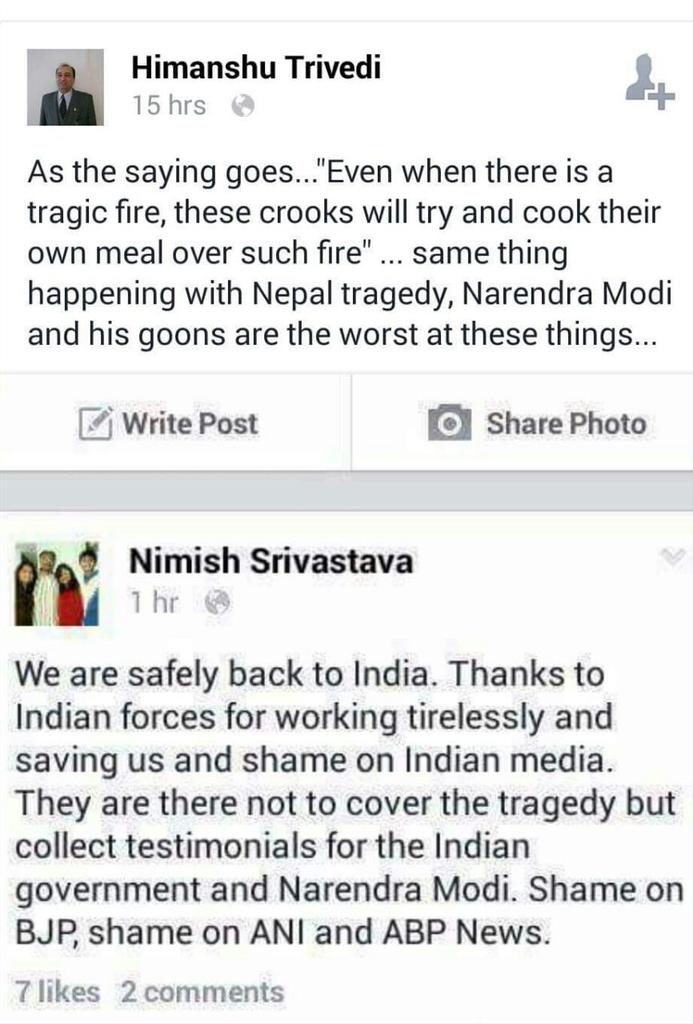 Himanshu Trivedi
15 hrs
As the saying goes..."Even when there is a
tragic fire, these crooks will try and cook their
own meal over such fire" ... same thing
happening with Nepal tragedy, Narendra Modi
and his goons are the worst at these things...
Write Post
Share Photo
Nimish Srivastava
1 hr
We are safely back to India. Thanks to
Indian forces for working tirelessly and
saving us and shame on Indian media.
They are there not to cover the tragedy but
collect testimonials for the Indian
government and Narendra Modi. Shame on
BJP, shame on ANI and ABP News.
7 likes 2 comments